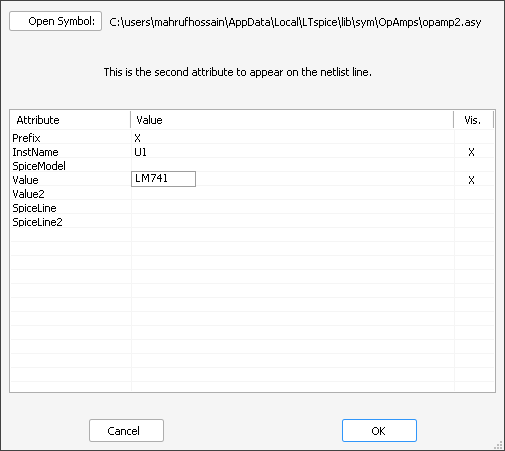 Open Symbol: C:\users\mahrufhossain\AppData\Local\LTspice\lib\sym\OpAmps\opamp2.asy
This is the second attribute to appear on the netlist line.
Attribute Value Vis.
Prefix X
InstName U1 X
SpiceModel
Value LM741 X
Value2
SpiceLine
SpiceLine2
Cancel OK